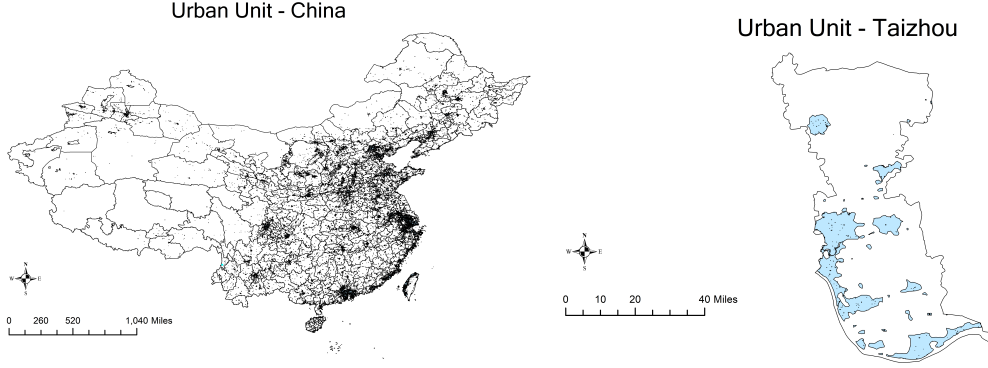 Urban Unit - China
N
W E
S
0 260 520 1,040 Miles
Urban Unit - Taizhou
N
W E
S
0 10 20 40 Miles